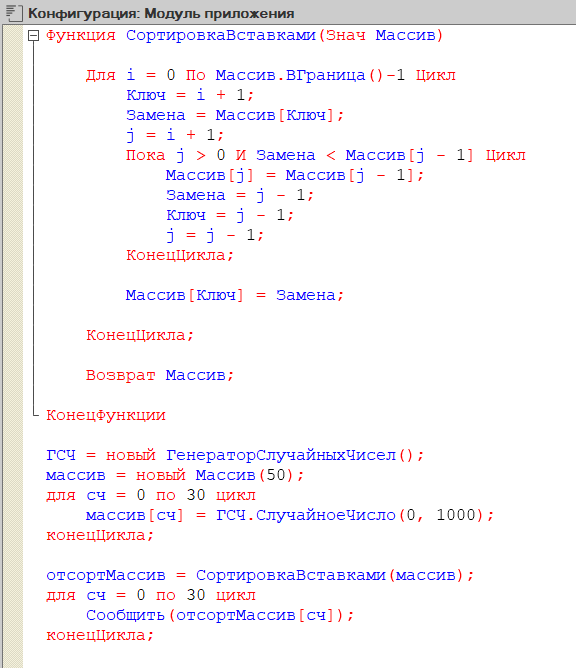 Конфигурация: Модуль приложения
Функция СортировкаВставками(Знач Массив)
Для i = 0 По Массив.ВГраница()-1 Цикл
Ключ = i + 1;
Замена = Массив[Ключ];
j = i + 1;
Пока j > 0 И Замена < Массив[j - 1] Цикл
Массив[j] = Массив[j - 1];
Замена = j - 1;
Ключ = j - 1;
j = j - 1;
КонецЦикла;
Массив[Ключ] = Замена;
КонецЦикла;
Возврат Массив;
КонецФункции
ГСЧ = новый ГенераторСлучайныхЧисел();
массив = новый Массив(50);
для сч = 0 по 30 цикл
массив[сч] = ГСЧ.СлучайноеЧисло(0, 1000);
конецЦикла;
отсортМассив = СортировкаВставками(массив);
для сч = 0 по 30 цикл
Сообщить(отсортМассив[сч]);
конецЦикла;